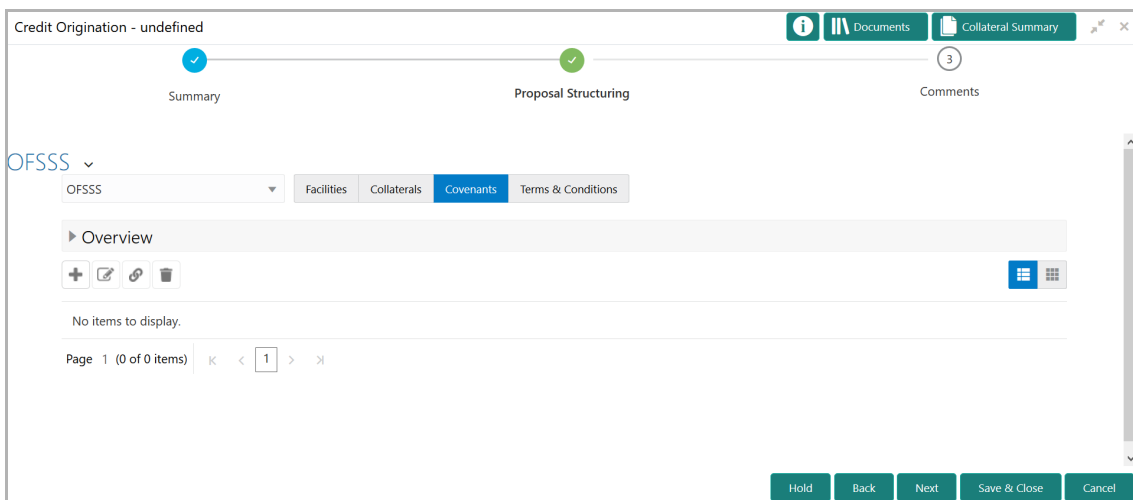 Credit Origination - undefined
Documents
Collateral Summary
Summary
Proposal Structuring
3
Comments
OFSSS
OFSSS
Facilities
Collaterals
Covenants
Terms & Conditions
Overview
No items to display.
Page 1 (0 of 0 items) 1
Hold
Back
Next
Save & Close
Cancel